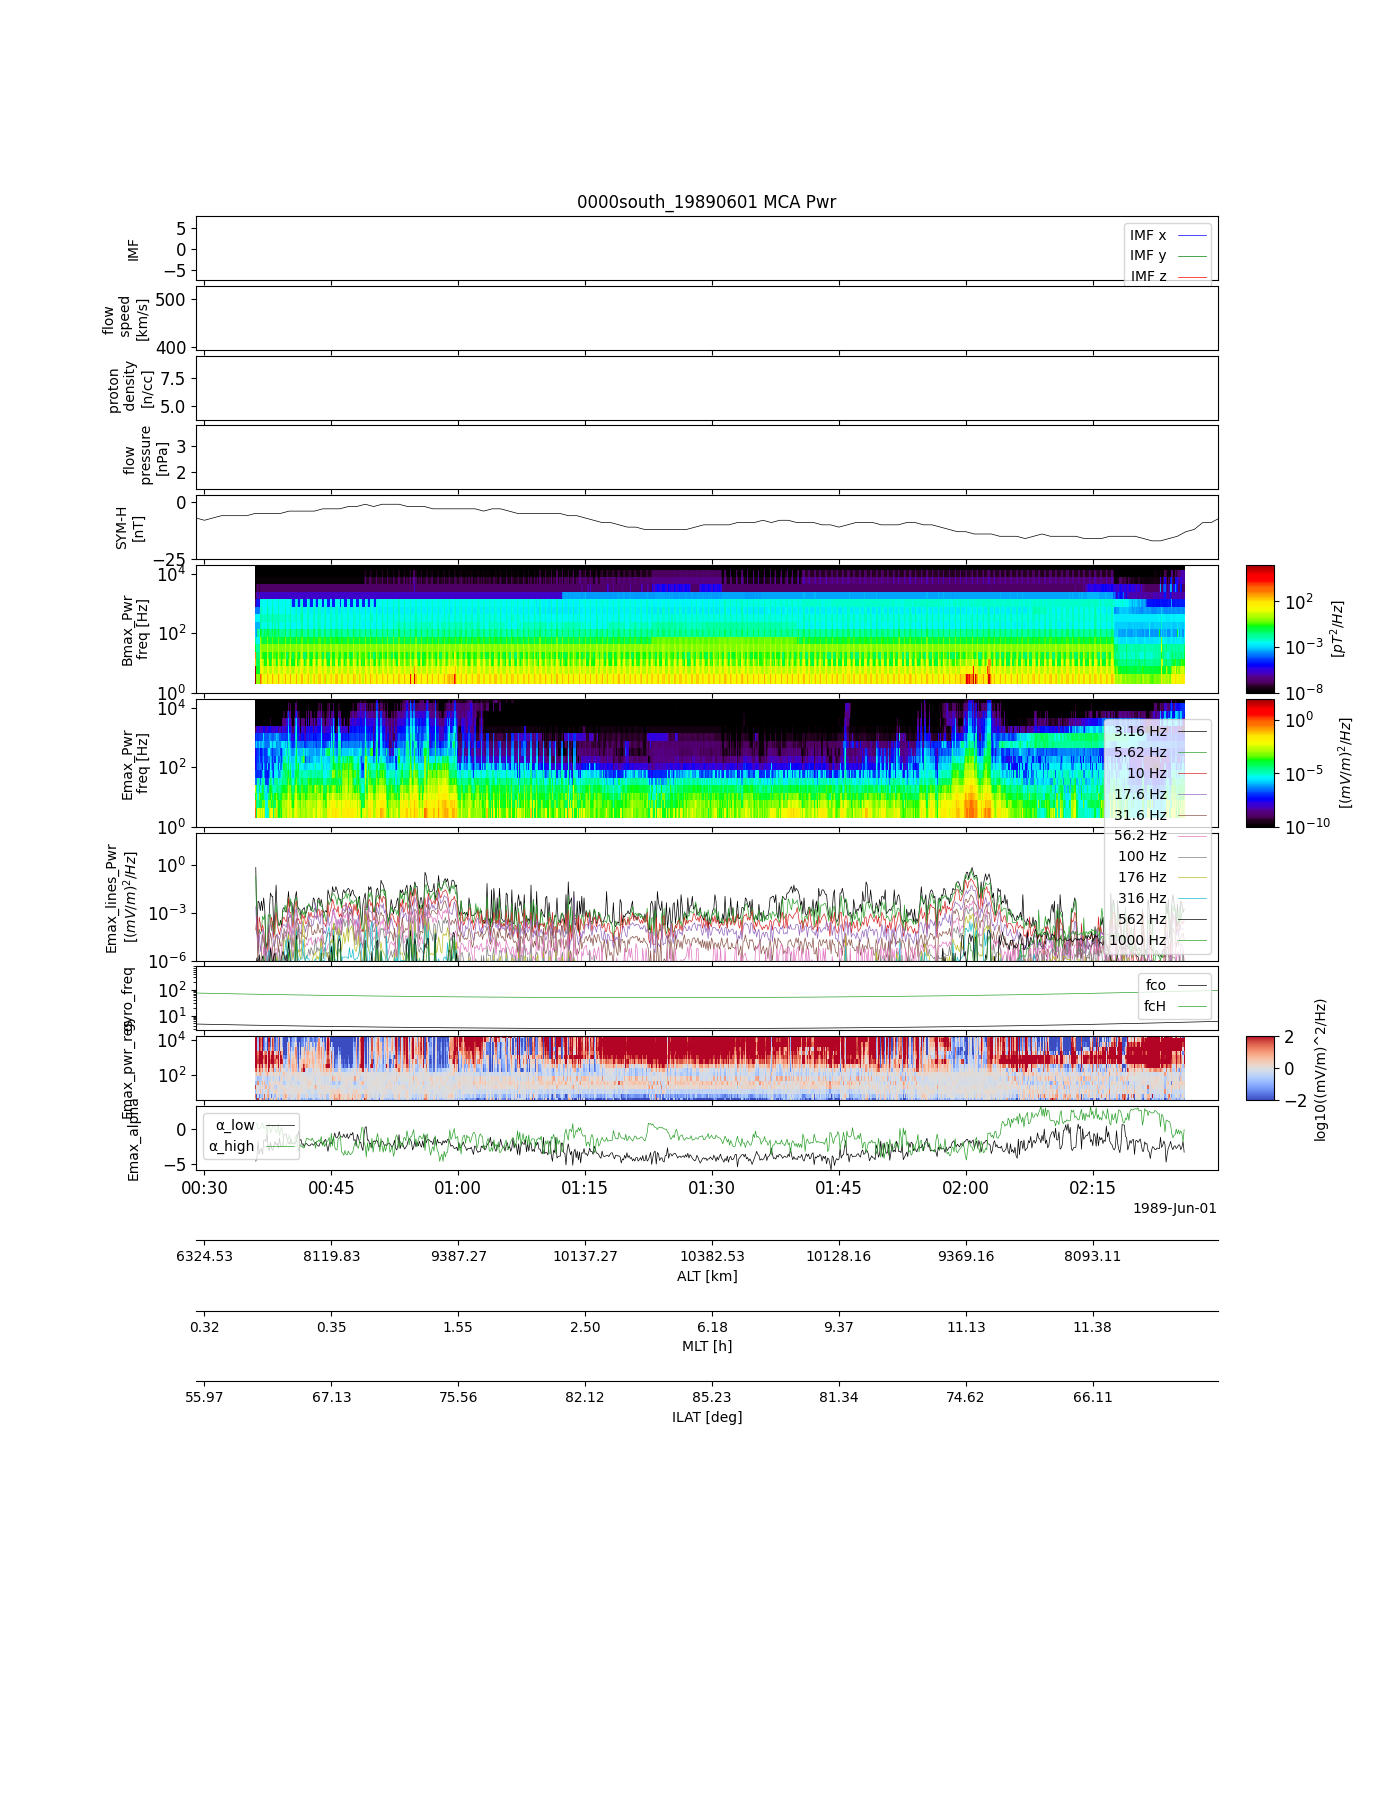 0000south_19890601 MCA Pwr
IMF
5
0
−5
IMF x
IMF y
IMF z
flow
speed
[km/s]
500
400
proton
density
[n/cc]
7.5
5.0
flow
pressure
[nPa]
3
2
SYM-H
[nT]
0
−25
Bmax_Pwr
freq [Hz]
10^4
10^2
10^0
10^2
10^−3
10^−8
[pT^2/Hz]
Emax_Pwr
freq [Hz]
10^4
10^2
10^0
10^0
10^−5
10^−10
[(mV/m)^2/Hz]
3.16 Hz
5.62 Hz
10 Hz
17.6 Hz
31.6 Hz
56.2 Hz
100 Hz
176 Hz
316 Hz
562 Hz
1000 Hz
Emax_lines_Pwr
[(mV/m)^2/Hz]
10^0
10^−3
10^−6
gyro_freq
10^2
10^1
fco
fcH
Emax_pwr_res
10^4
10^2
2
0
−2
log10((mV/m)^2/Hz)
Emax_alpha
0
−5
α_low
α_high
00:30 00:45 01:00 01:15 01:30 01:45 02:00 02:15
1989-Jun-01
6324.53 8119.83 9387.27 10137.27 10382.53 10128.16 9369.16 8093.11
ALT [km]
0.32 0.35 1.55 2.50 6.18 9.37 11.13 11.38
MLT [h]
55.97 67.13 75.56 82.12 85.23 81.34 74.62 66.11
ILAT [deg]